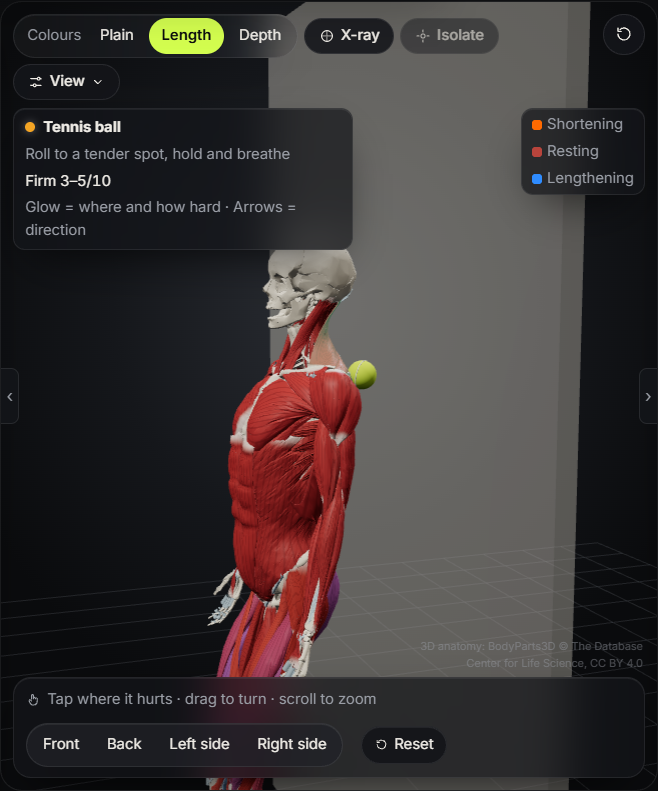 Colours Plain Length Depth X-ray Isolate
View
Tennis ball
Roll to a tender spot, hold and breathe
Firm 3–5/10
Glow = where and how hard · Arrows =
direction
Shortening
Resting
Lengthening
3D anatomy: BodyParts3D © The Database
Center for Life Science, CC BY 4.0
Tap where it hurts · drag to turn · scroll to zoom
Front Back Left side Right side Reset